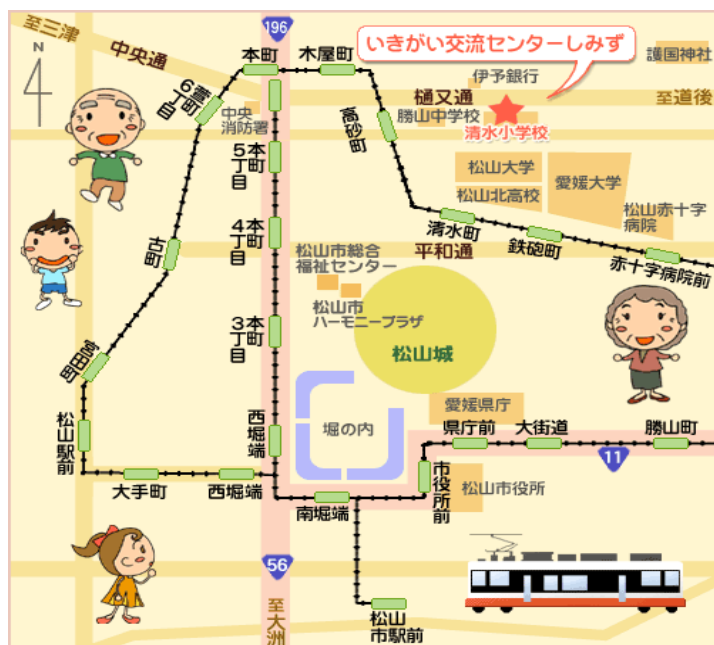 至三津
中央通
196
本町
木屋町
いきがい交流センターしみず
護国神社
伊予銀行
N
萱町
6丁目
中央
消防署
樋又通
至道後
勝山中学校
清水小学校
高砂町
本町
5丁目
松山大学
松山北高校
愛媛大学
松山赤十字
病院
古町
本町
4丁目
松山市総合
福祉センター
平和通
清水町
鉄砲町
赤十字病院前
松山市
ハーモニープラザ
本町
3丁目
松山城
宮田町
松山駅前
西堀端
堀の内
愛媛県庁
県庁前
大街道
勝山町
11
大手町
西堀端
南堀端
市役所前
松山市役所
56
至大洲
松山
市駅前